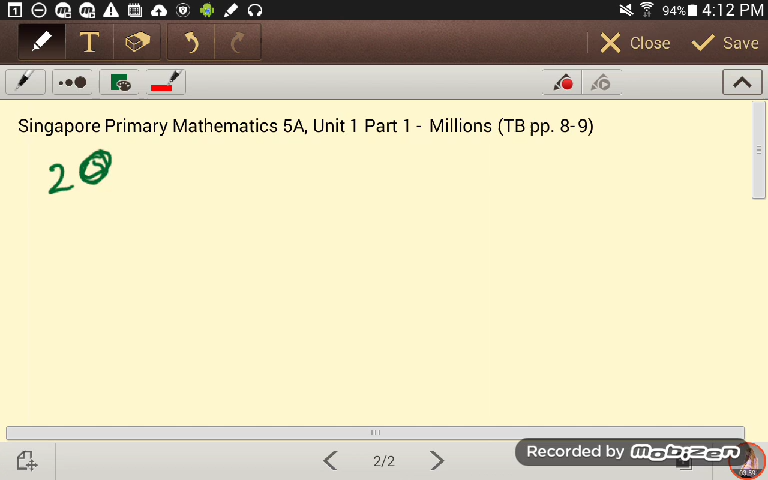 94% 4:12 PM
T Close Save
Singapore Primary Mathematics 5A, Unit 1 Part 1 - Millions (TB pp. 8-9)
2
2/2
Recorded by Mobizen